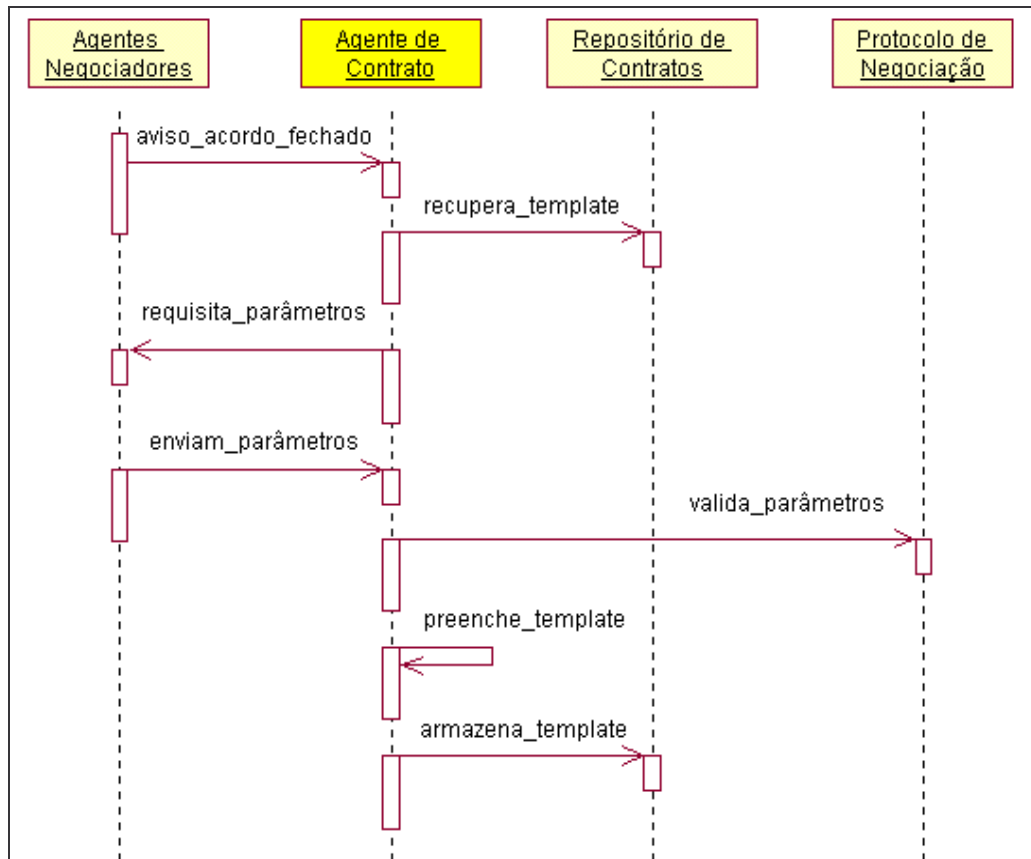 Agentes
Negociadores
Agente de
Contrato
Repositório de
Contratos
Protocolo de
Negociação
aviso_acordo_fechado
recupera_template
requisita_parâmetros
enviam_parâmetros
valida_parâmetros
preenche_template
armazena_template